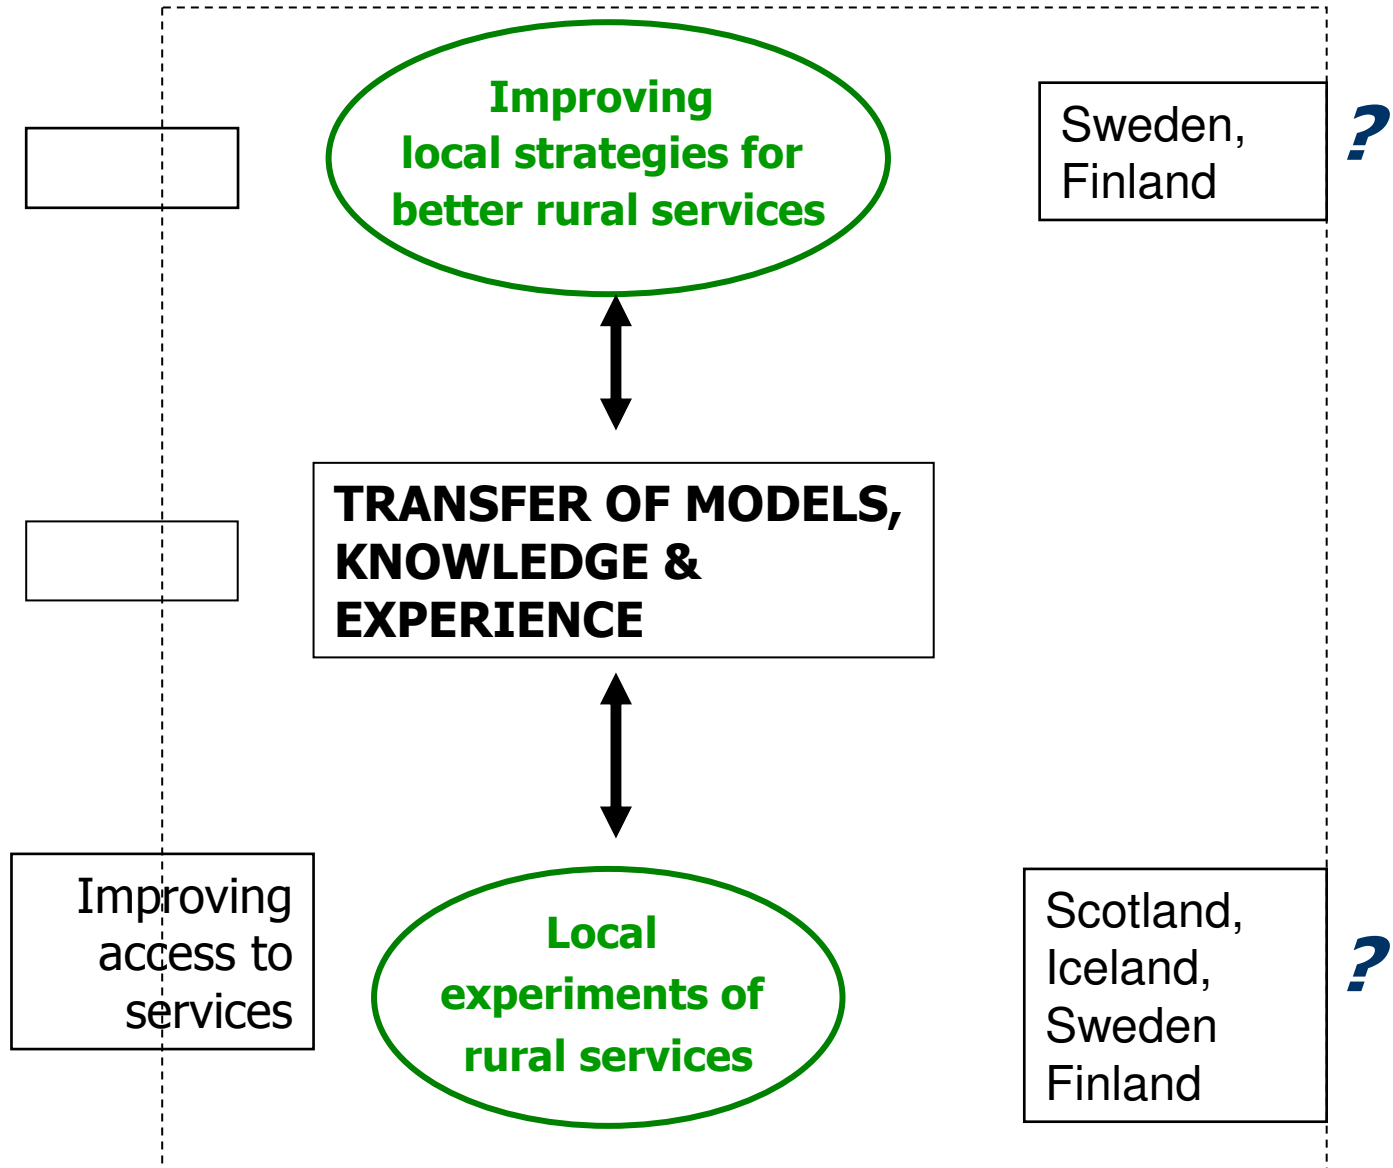 Improving
local strategies for
better rural services
Sweden,
Finland
?
TRANSFER OF MODELS,
KNOWLEDGE &
EXPERIENCE
Improving
access to
services
Local
experiments of
rural services
Scotland,
Iceland,
Sweden
Finland
?